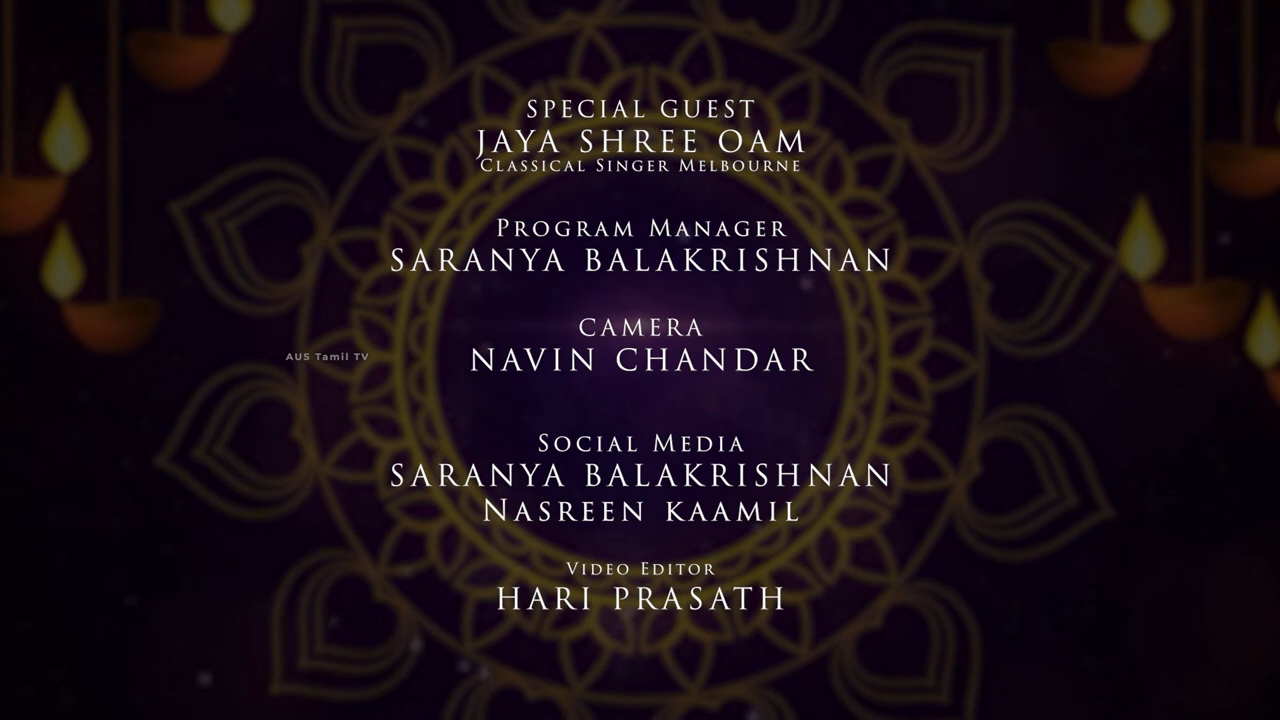 SPECIAL GUEST
JAYA SHREE OAM
CLASSICAL SINGER MELBOURNE
PROGRAM MANAGER
SARANYA BALAKRISHNAN
CAMERA
NAVIN CHANDAR
AUS Tamil TV
SOCIAL MEDIA
SARANYA BALAKRISHNAN
NASREEN KAAMIL
VIDEO EDITOR
HARI PRASATH